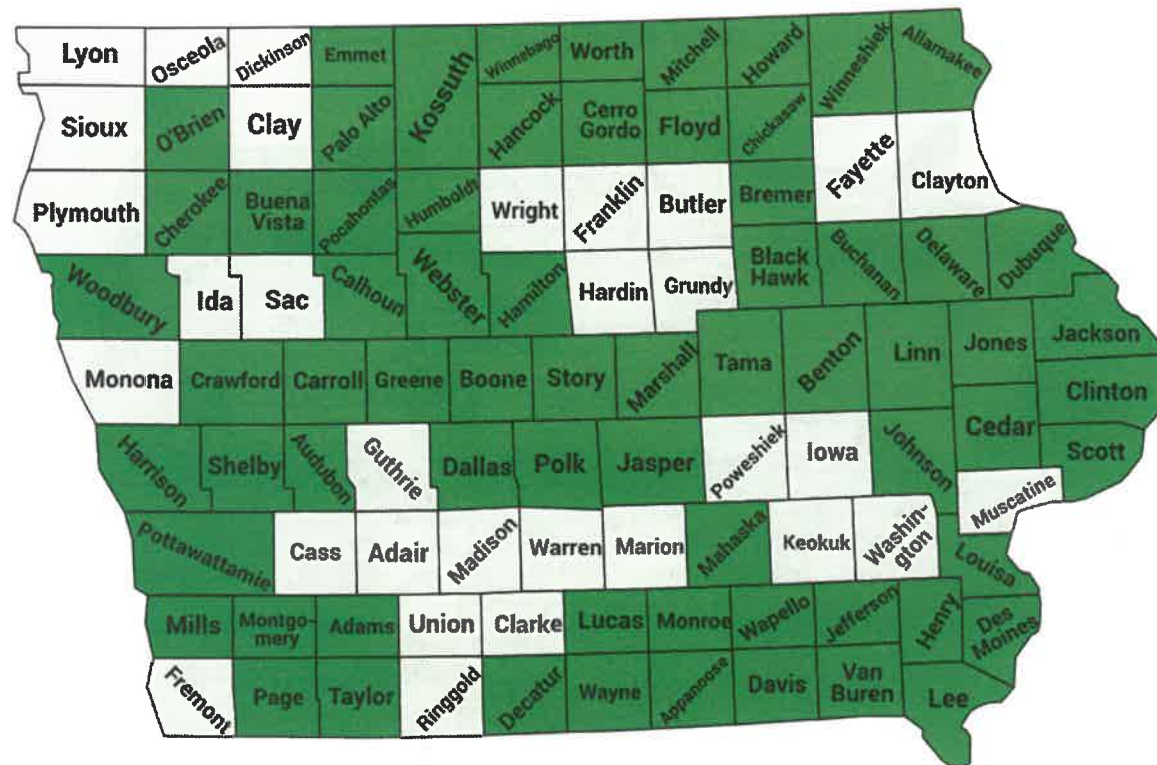 Lyon
Osceola
Dickinson
Emmet
Kossuth
Winnebago
Worth
Mitchell
Howard
Winneshiek
Allamakee
Sioux
O'Brien
Clay
Palo Alto
Hancock
Cerro
Gordo
Floyd
Chickasaw
Fayette
Clayton
Plymouth
Cherokee
Buena
Vista
Pocahontas
Humboldt
Wright
Franklin
Butler
Bremer
Woodbury
Ida
Sac
Calhoun
Webster
Hamilton
Hardin
Grundy
Black
Hawk
Buchanan
Delaware
Dubuque
Monona
Crawford
Carroll
Greene
Boone
Story
Marshall
Tama
Benton
Linn
Jones
Jackson
Clinton
Harrison
Shelby
Audubon
Guthrie
Dallas
Polk
Jasper
Poweshiek
Iowa
Johnson
Cedar
Scott
Muscatine
Pottawattamie
Cass
Adair
Madison
Warren
Marion
Mahaska
Keokuk
Washin-
gton
Louisa
Mills
Montgo-
mery
Adams
Union
Clarke
Lucas
Monroe
Wapello
Jefferson
Henry
Des
Moines
Fremont
Page
Taylor
Ringgold
Decatur
Wayne
Appanoose
Davis
Van
Buren
Lee